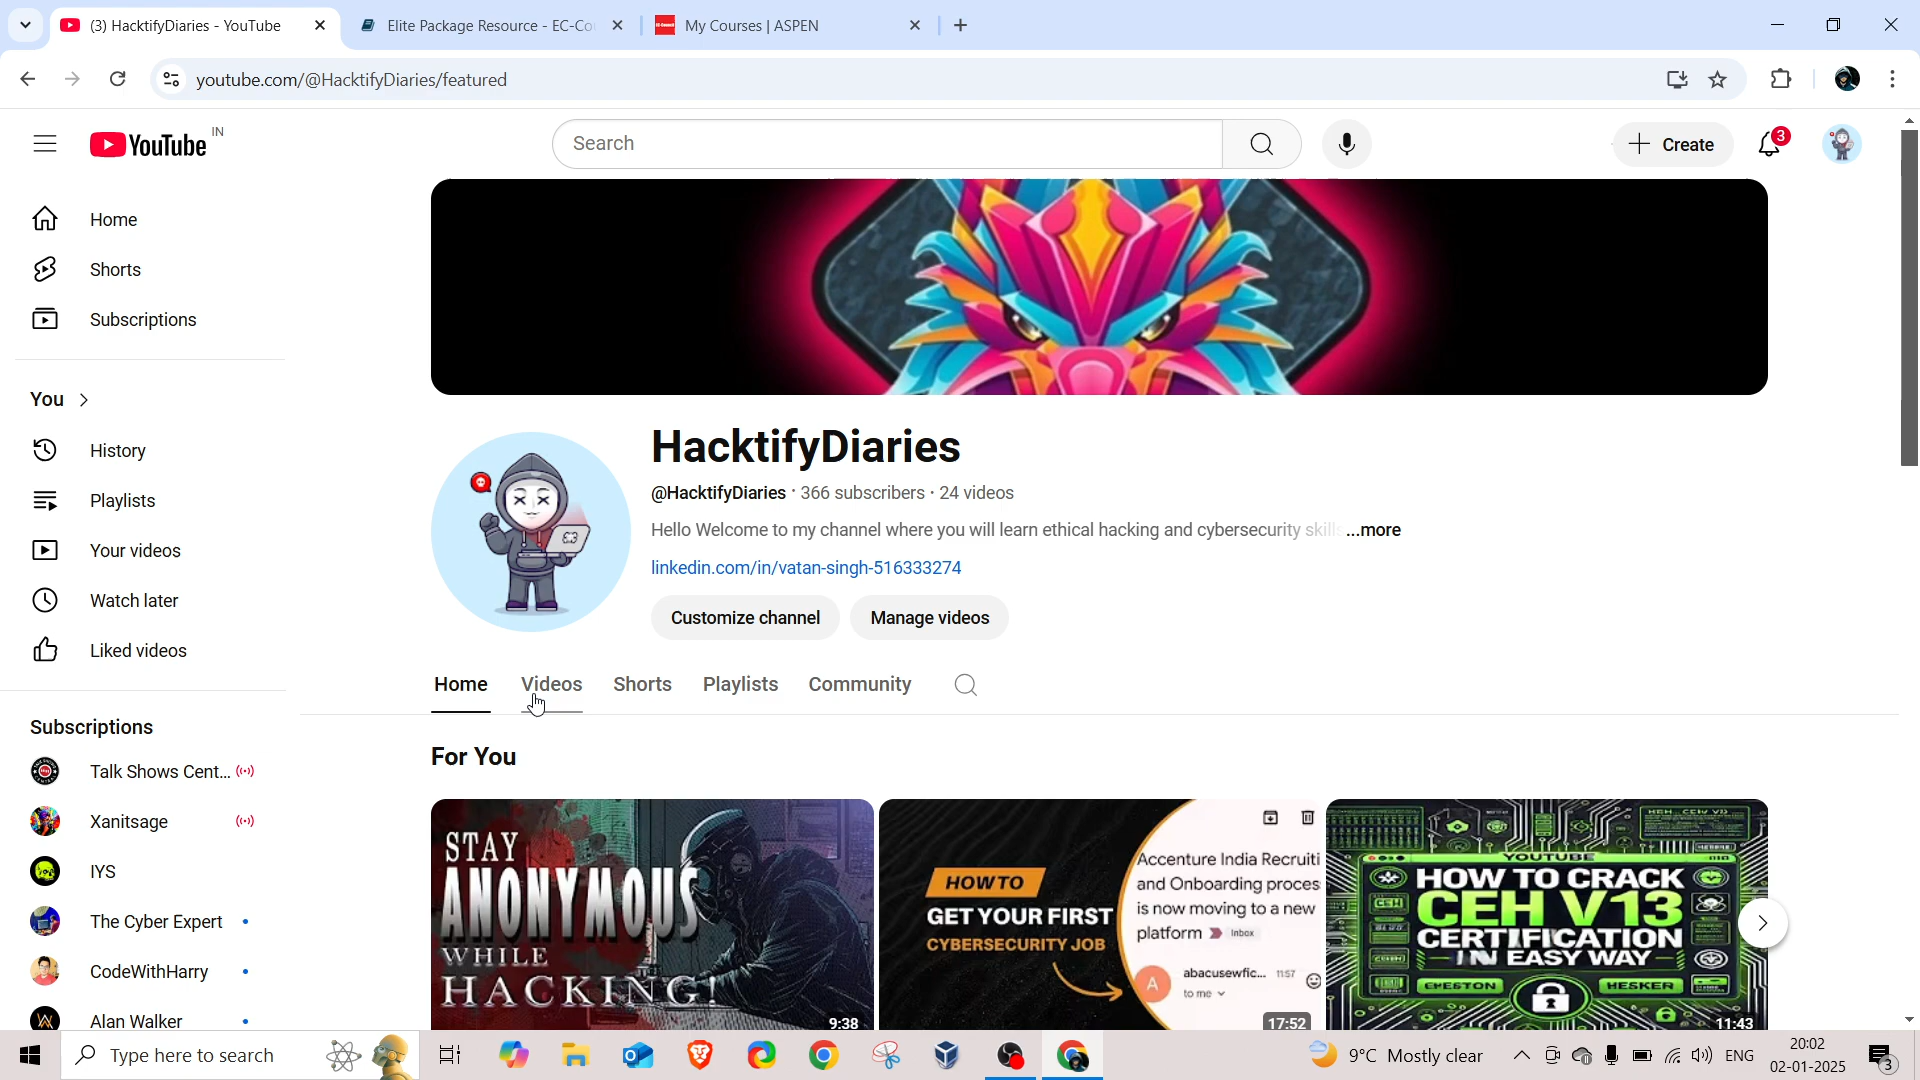 (3) HacktifyDiaries - YouTube
Elite Package Resource - EC-Co
My Courses | ASPEN
youtube.com/@HacktifyDiaries/featured
YouTube IN
Search
Create
3
Home
Shorts
Subscriptions
You
History
Playlists
Your videos
Watch later
Liked videos
Subscriptions
Talk Shows Cent...
Xanitsage
IYS
The Cyber Expert
CodeWithHarry
Alan Walker
HacktifyDiaries
@HacktifyDiaries · 366 subscribers · 24 videos
Hello Welcome to my channel where you will learn ethical hacking and cybersecurity skills ...more
linkedin.com/in/vatan-singh-516333274
Customize channel
Manage videos
Home
Videos
Shorts
Playlists
Community
For You
STAY
ANONYMOUS
WHILE
HACKING!
9:38
HOW TO
GET YOUR FIRST
CYBERSECURITY JOB
Accenture India Recruiti
and Onboarding proces
is now moving to a new
platform Inbox
abacusewfic... 11:57
to me
17:52
YOUTUBE
HOW TO CRACK
CEH V13
CERTIFICATION
IN EASY WAY
HESKER
11:43
Type here to search
9°C Mostly clear
ENG
20:02
02-01-2025
3